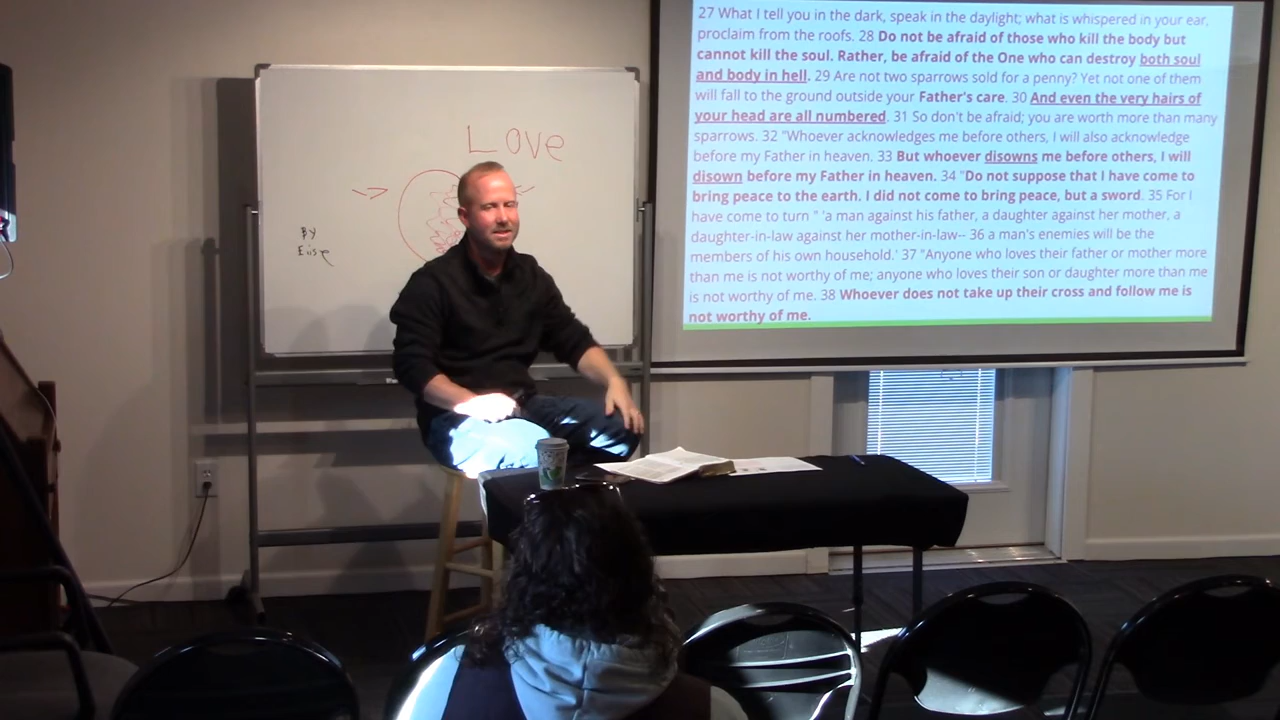 Love
By
Eiise
27 What I tell you in the dark, speak in the daylight; what is whispered in your ear,
proclaim from the roofs. 28 Do not be afraid of those who kill the body but
cannot kill the soul. Rather, be afraid of the One who can destroy both soul
and body in hell. 29 Are not two sparrows sold for a penny? Yet not one of them
will fall to the ground outside your Father's care. 30 And even the very hairs of
your head are all numbered. 31 So don't be afraid; you are worth more than many
sparrows. 32 "Whoever acknowledges me before others, I will also acknowledge
before my Father in heaven. 33 But whoever disowns me before others, I will
disown before my Father in heaven. 34 "Do not suppose that I have come to
bring peace to the earth. I did not come to bring peace, but a sword. 35 For I
have come to turn " 'a man against his father, a daughter against her mother, a
daughter-in-law against her mother-in-law-- 36 a man's enemies will be the
members of his own household.' 37 "Anyone who loves their father or mother more
than me is not worthy of me; anyone who loves their son or daughter more than me
is not worthy of me. 38 Whoever does not take up their cross and follow me is
not worthy of me.